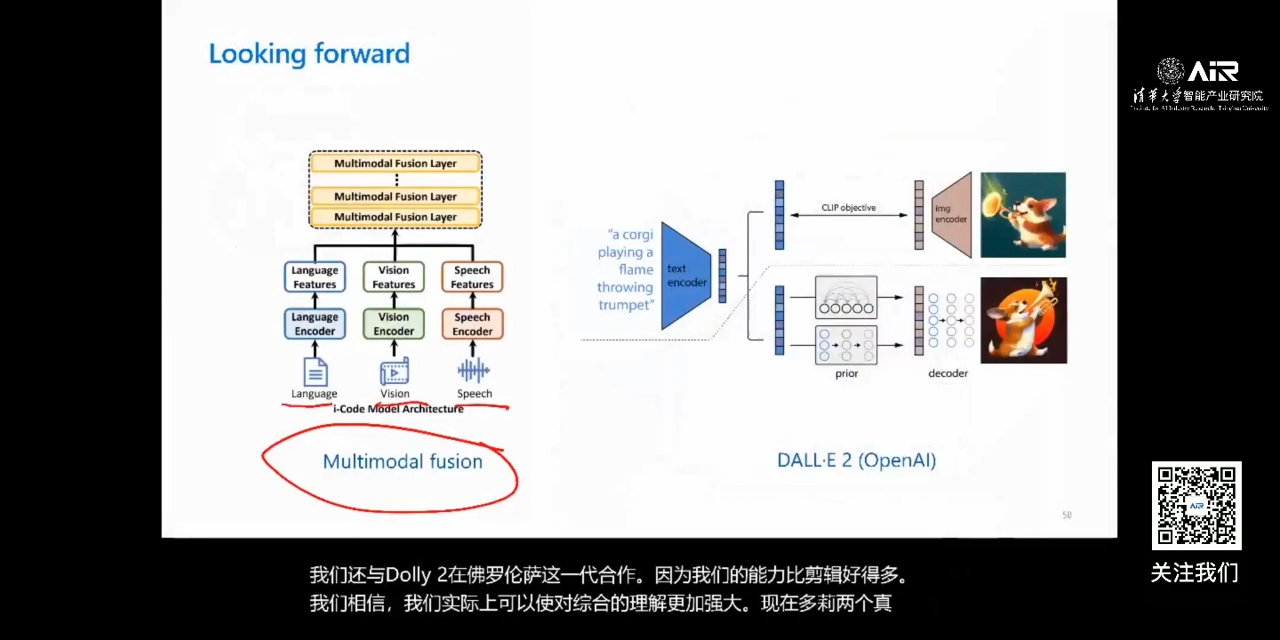 Looking forward
AIR
清华大学智能产业研究院
Multimodal Fusion Layer
Multimodal Fusion Layer
Multimodal Fusion Layer
Language Features
Vision Features
Speech Features
Language Encoder
Vision Encoder
Speech Encoder
Language
Vision
Speech
i-Code Model Architecture
Multimodal fusion
"a corgi
playing a
flame
throwing
trumpet"
text
encoder
CLIP objective
img
encoder
prior
decoder
DALL·E 2 (OpenAI)
50
AIR
关注我们
我们还与Dolly 2在佛罗伦萨这一代合作。因为我们的能力比剪辑好得多。
我们相信，我们实际上可以使对综合的理解更加强大。现在多莉两个真